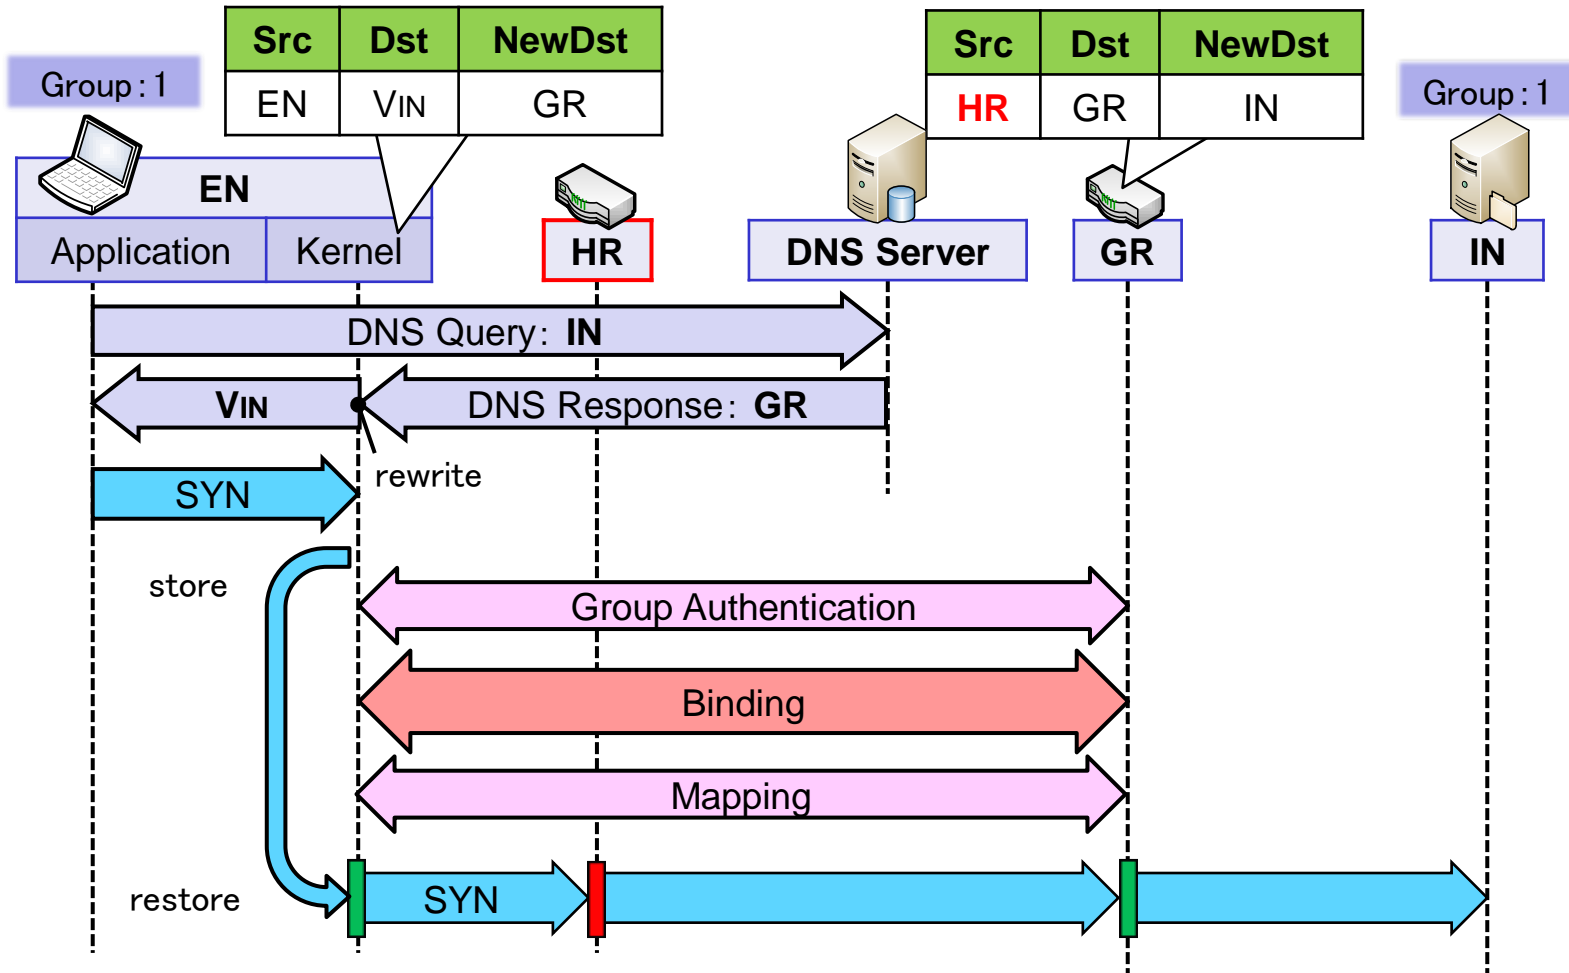 Src Dst NewDst
EN VIN GR
Src Dst NewDst
HR GR IN
Group:1
Group:1
EN
Application Kernel
HR
DNS Server
GR
IN
DNS Query: IN
VIN
DNS Response: GR
rewrite
SYN
store
Group Authentication
Binding
Mapping
restore
SYN